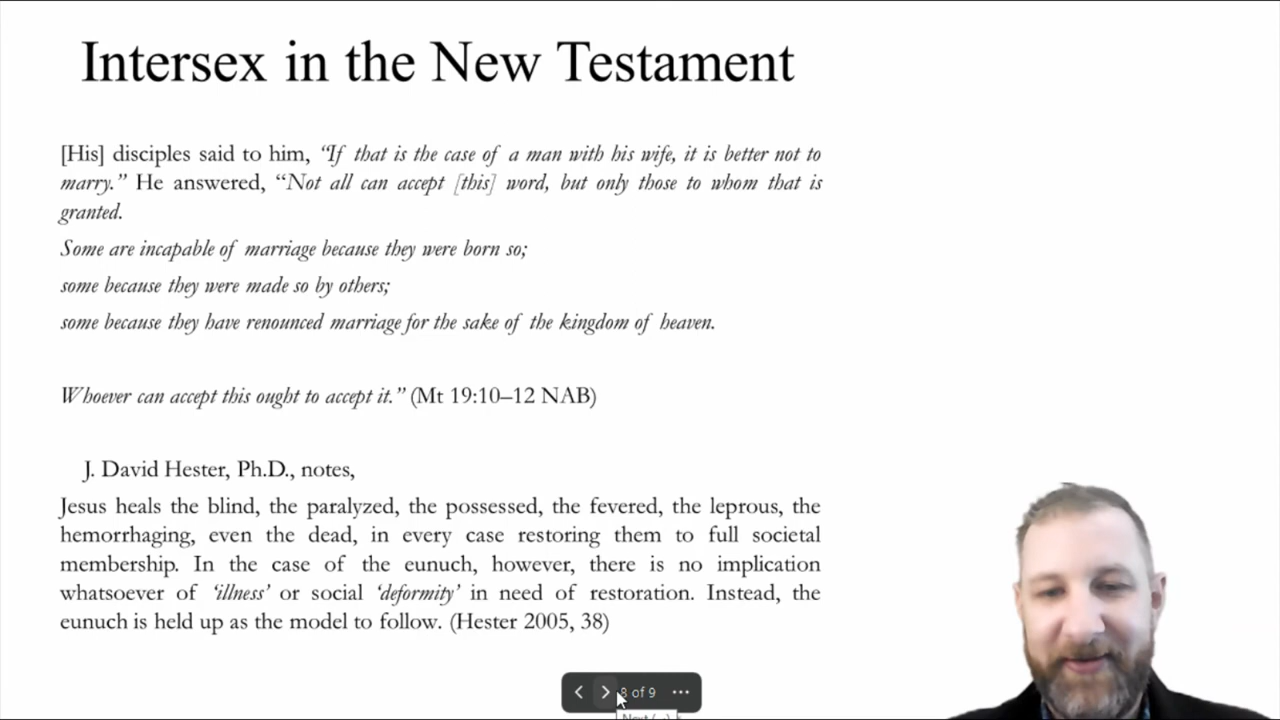 Intersex in the New Testament
[His] disciples said to him, “If that is the case of a man with his wife, it is better not to
marry.” He answered, “Not all can accept [this] word, but only those to whom that is
granted.
Some are incapable of marriage because they were born so;
some because they were made so by others;
some because they have renounced marriage for the sake of the kingdom of heaven.
Whoever can accept this ought to accept it.” (Mt 19:10–12 NAB)
J. David Hester, Ph.D., notes,
Jesus heals the blind, the paralyzed, the possessed, the fevered, the leprous, the
hemorrhaging, even the dead, in every case restoring them to full societal
membership. In the case of the eunuch, however, there is no implication
whatsoever of ‘illness’ or social ‘deformity’ in need of restoration. Instead, the
eunuch is held up as the model to follow. (Hester 2005, 38)
8 of 9